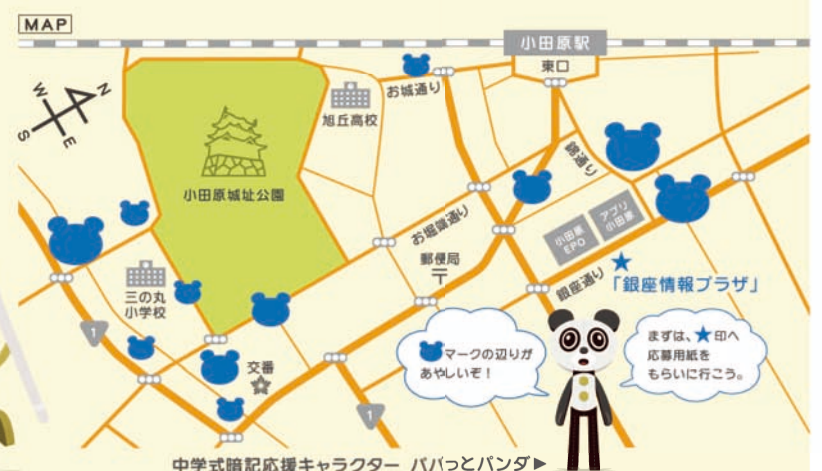 MAP
小田原駅
東口
お城通り
旭丘高校
N
W
S
E
錦通り
小田原城址公園
お堀端通り
小田原
EPO
アプリ
小田原
郵便局
〒
銀座通り
★
「銀座情報プラザ」
三の丸
小学校
1
交番
マークの辺りが
あやしいぞ！
まずは、★印へ
応募用紙を
もらいに行こう。
1
中学式暗記応援キャラクター パパっとパンダ▶